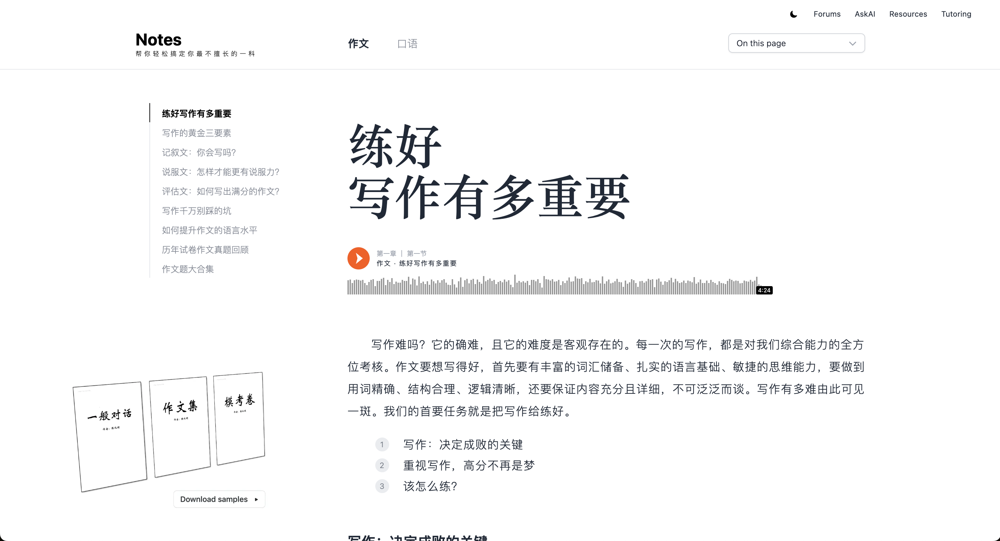 Forums AskAI Resources Tutoring
Notes
帮你轻松搞定你最不擅长的一科
作文 口语
On this page
练好写作有多重要
写作的黄金三要素
记叙文：你会写吗？
说服文：怎样才能更有说服力？
评估文：如何写出满分的作文？
写作千万别踩的坑
如何提升作文的语言水平
历年试卷作文真题回顾
作文题大合集
一般对话
作者：陈礼明
作文集
作者：陈礼明
模考卷
作者：陈礼明
Download samples
练好
写作有多重要
第一章 | 第一节
作文 · 练好写作有多重要
4:24
写作难吗？它的确难，且它的难度是客观存在的。每一次的写作，都是对我们综合能力的全方
位考核。作文要想写得好，首先要有丰富的词汇储备、扎实的语言基础、敏捷的思维能力，要做到
用词精确、结构合理、逻辑清晰，还要保证内容充分且详细，不可泛泛而谈。写作有多难由此可见
一斑。我们的首要任务就是把写作给练好。
1 写作：决定成败的关键
2 重视写作，高分不再是梦
3 该怎么练？
写作：决定成败的关键